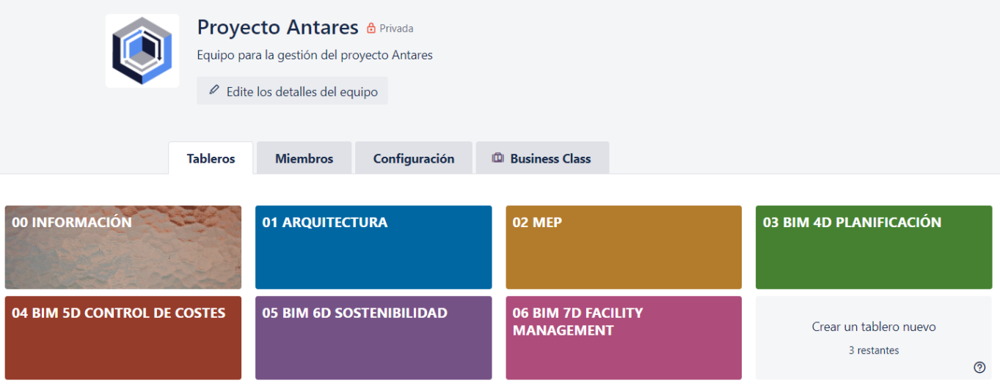 Proyecto Antares Privada
Equipo para la gestión del proyecto Antares
Edite los detalles del equipo
Tableros Miembros Configuración Business Class
00 INFORMACIÓN
01 ARQUITECTURA
02 MEP
03 BIM 4D PLANIFICACIÓN
04 BIM 5D CONTROL DE COSTES
05 BIM 6D SOSTENIBILIDAD
06 BIM 7D FACILITY
MANAGEMENT
Crear un tablero nuevo
3 restantes